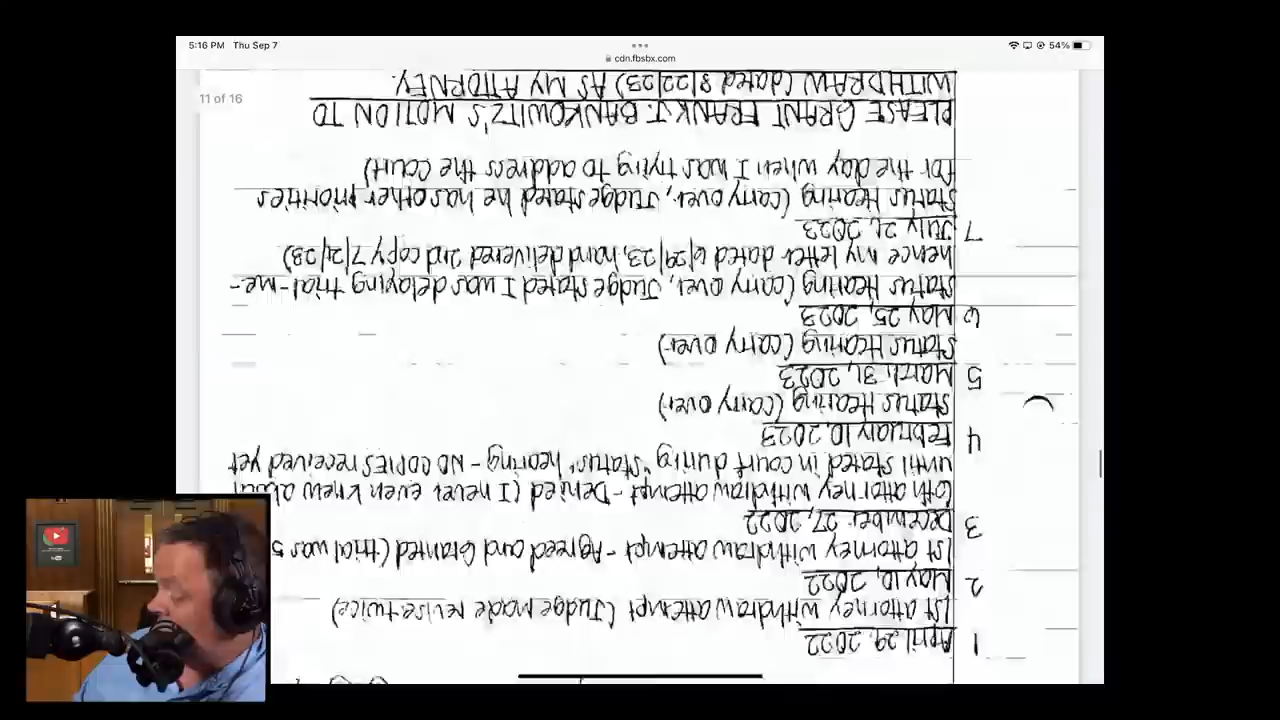 5:16 PM Thu Sep 7
54%
cdn.fbsbx.com
11 of 16
1 April 29, 2022
1st attorney withdraw attempt (Judge made revise twice)
2 May 10, 2022
1st attorney withdraw attempt - Agreed and Granted (trial was 5
3 December 27, 2022
attorney withdraw attempt - Denied (I never even knew about
until stated in court during "status" hearing - NO COPIES received yet
4 February 10, 2023
Status Hearing (carry over)
5 March 31, 2023
Status Hearing (carry over)
6 May 25, 2023
Status Hearing (carry over, Judge stated I was delaying trial-me-
hence my letter dated 6/29/23, hand delivered 2nd copy 7/21/23)
7 July 21, 2023
Status Hearing (carry over, Judge stated he has other priorities
for the day when I was trying to address the court)
PLEASE GRANT FRANK J. BANKOWITZ'S MOTION TO
WITHDRAW (dated 8/22/23) AS MY ATTORNEY.